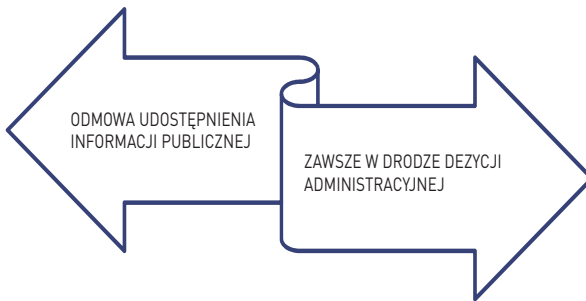 ODMOWA UDOSTĘPNIENIA
INFORMACJI PUBLICZNEJ
ZAWSZE W DRODZE DEZYCJI
ADMINISTRACYJNEJ